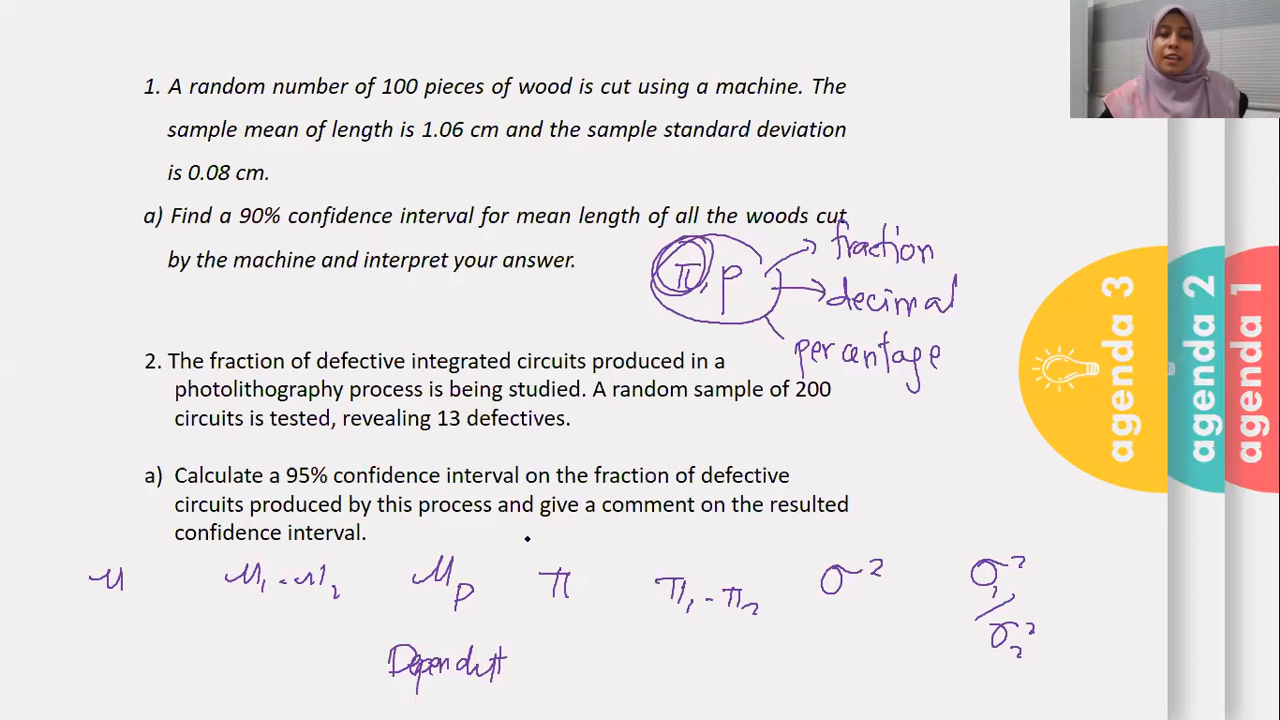 1. A random number of 100 pieces of wood is cut using a machine. The
sample mean of length is 1.06 cm and the sample standard deviation
is 0.08 cm.
a) Find a 90% confidence interval for mean length of all the woods cut
by the machine and interpret your answer.
π, p
fraction
decimal
percentage
2. The fraction of defective integrated circuits produced in a
photolithography process is being studied. A random sample of 200
circuits is tested, revealing 13 defectives.
a) Calculate a 95% confidence interval on the fraction of defective
circuits produced by this process and give a comment on the resulted
confidence interval.
μ μ₁ - μ₂ μp π π₁ - π₂ σ² σ₁² / σ₂²
Dependent
agenda 3
agenda 2
agenda 1